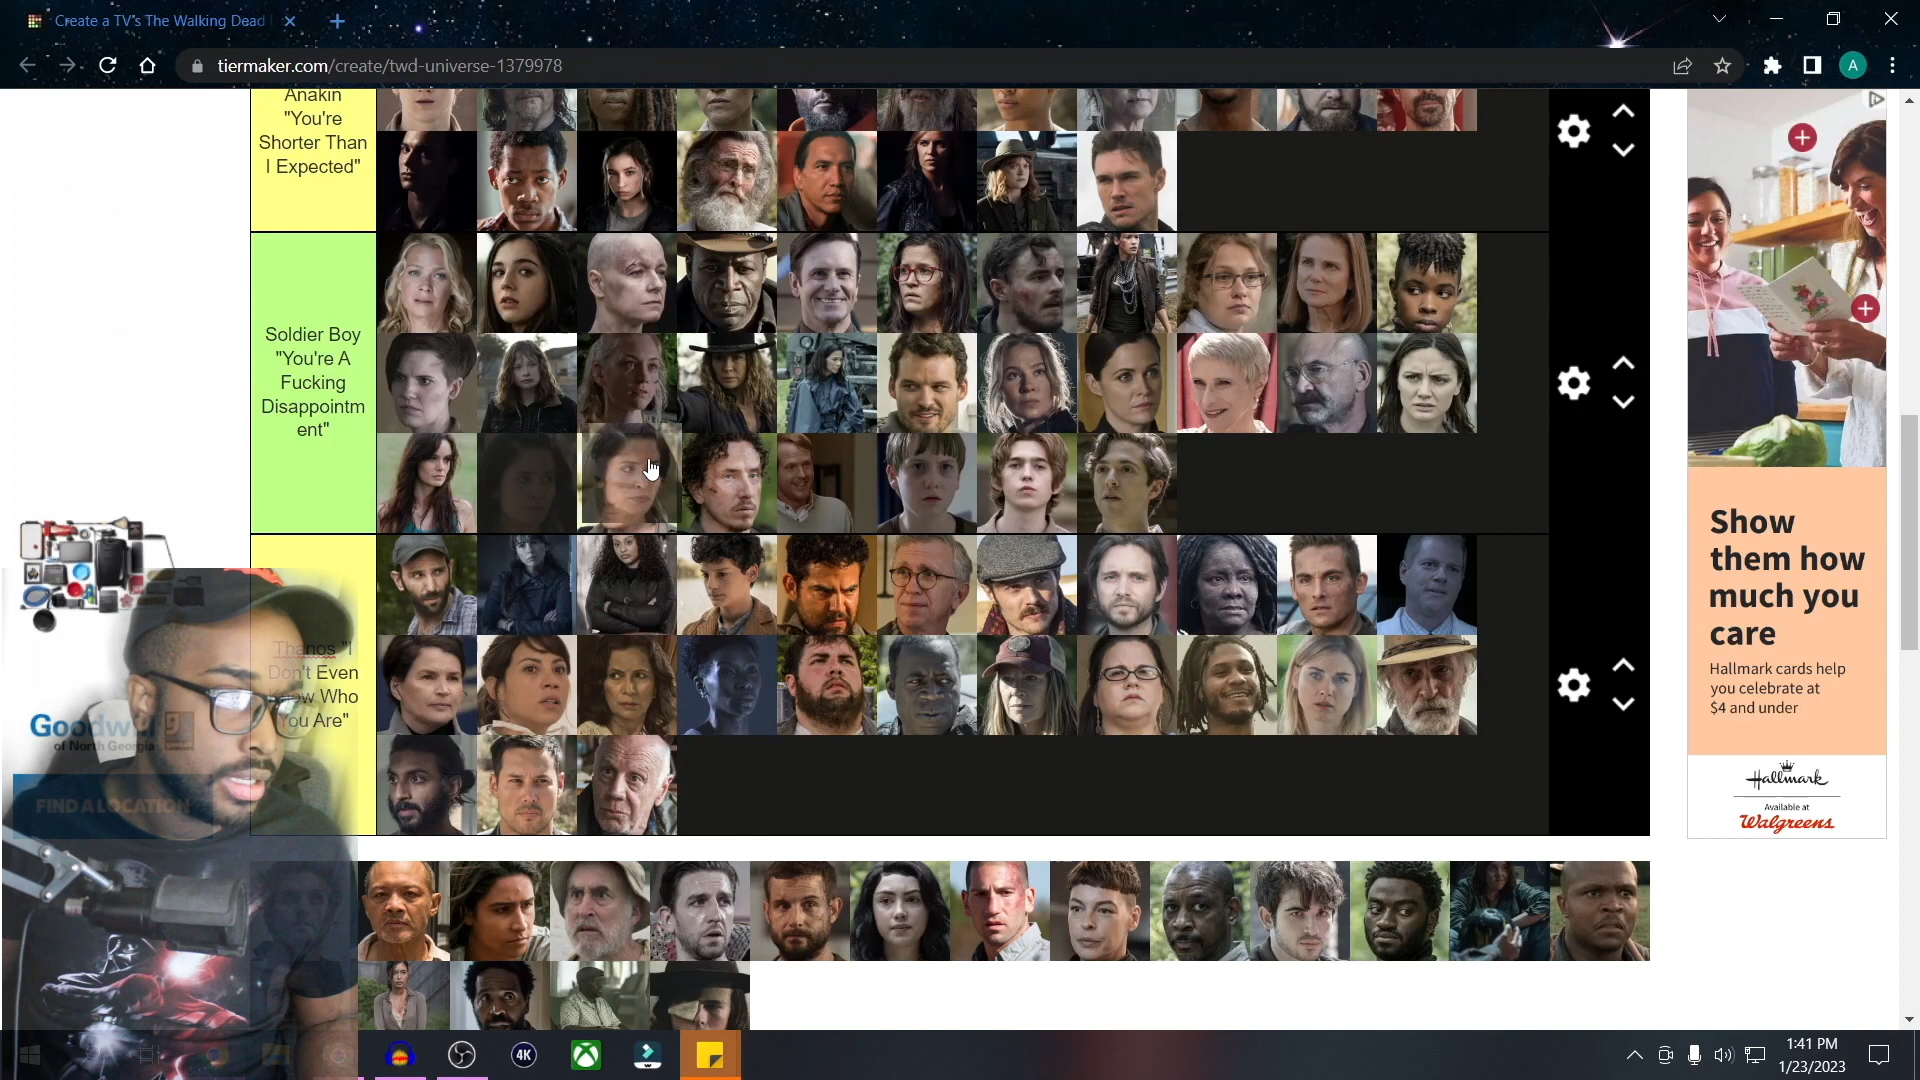 Create a TV's The Walking Dead
tiermaker.com/create/twd-universe-1379978
A
Anakin
"You're
Shorter Than
I Expected"
Soldier Boy
"You're A
Fucking
Disappointm
ent"
Thanos "I
Don't Even
Know Who
You Are"
Goodwill
of North Georgia
FIND A LOCATION
Show
them how
much you
care
Hallmark cards help
you celebrate at
$4 and under
Hallmark
Available at
Walgreens
4K
1:41 PM
1/23/2023